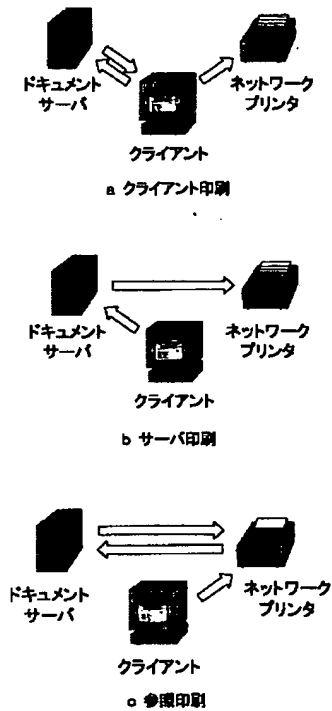 ドキュメント
サーバ
ネットワーク
プリンタ
クライアント
a クライアント印刷
ドキュメント
サーバ
ネットワーク
プリンタ
クライアント
b サーバ印刷
ドキュメント
サーバ
ネットワーク
プリンタ
クライアント
c 参照印刷